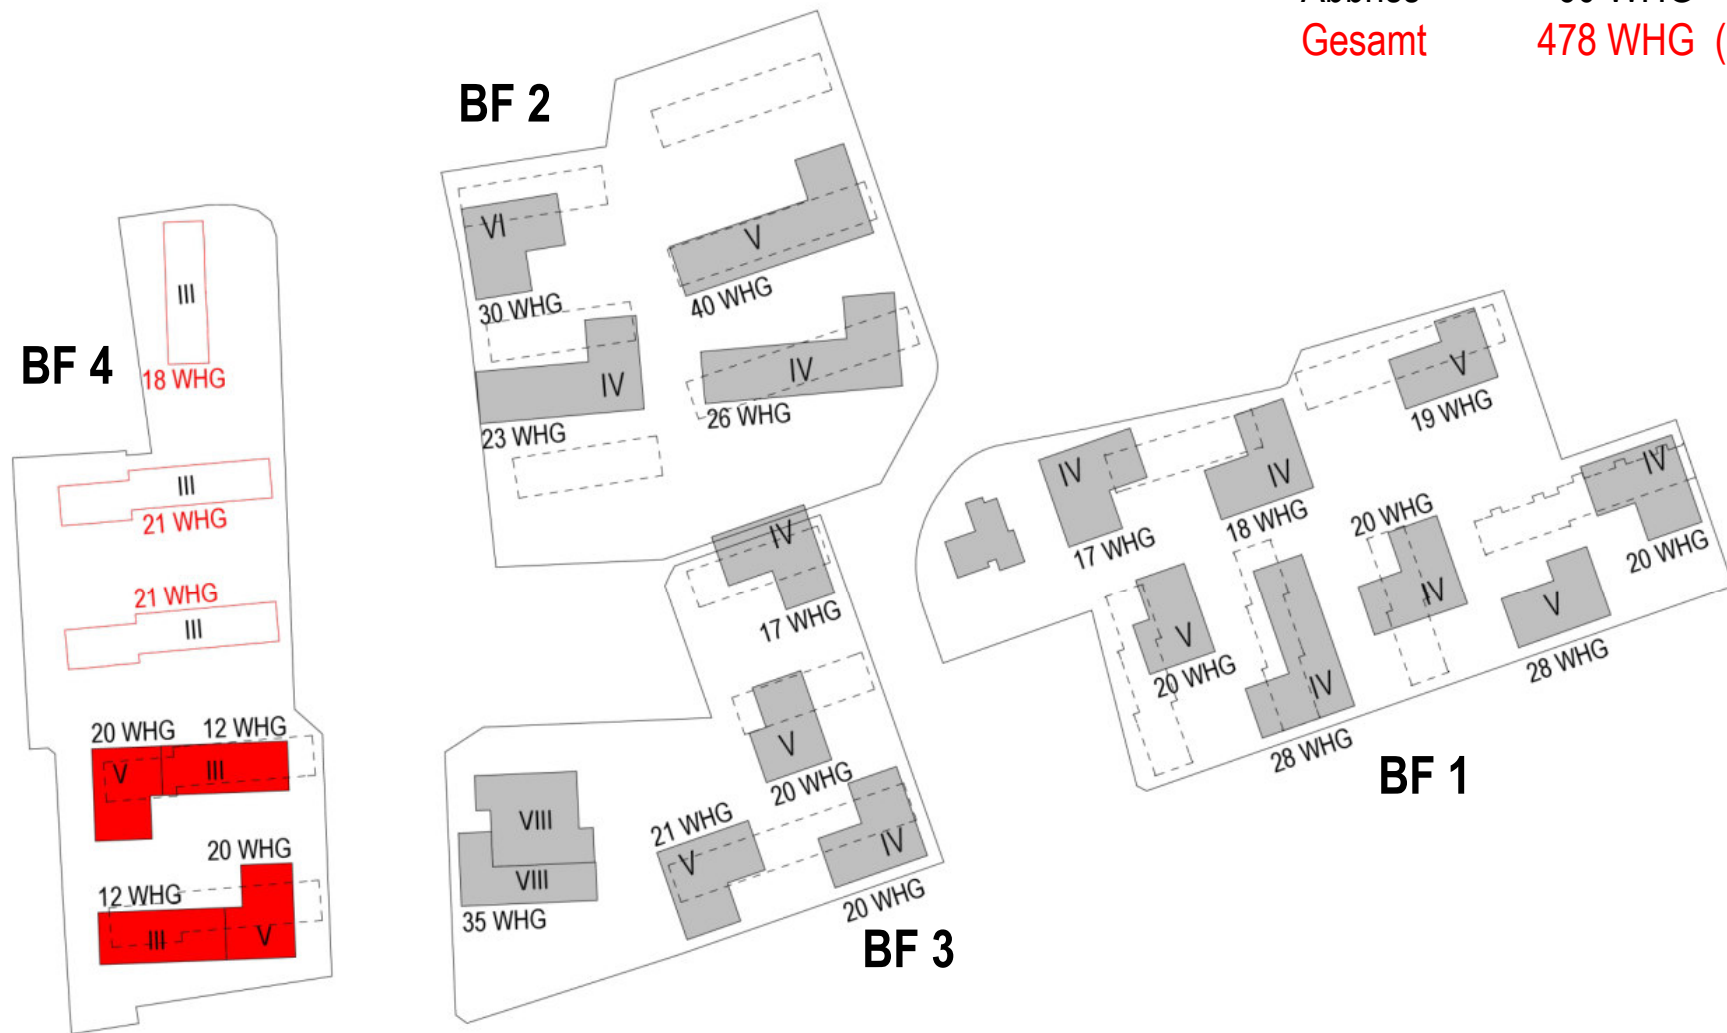 Gesamt 478 WHG (
BF 2
VI
30 WHG
V
40 WHG
IV
23 WHG
IV
26 WHG
BF 4
III
18 WHG
III
21 WHG
21 WHG
III
20 WHG 12 WHG
V III
20 WHG
12 WHG
III V
IV
17 WHG
V
20 WHG
21 WHG
V
IV
20 WHG
VIII
VIII
35 WHG
BF 3
V
19 WHG
IV
17 WHG
IV
18 WHG
20 WHG
IV
IV
20 WHG
V
20 WHG
IV
28 WHG
V
28 WHG
BF 1